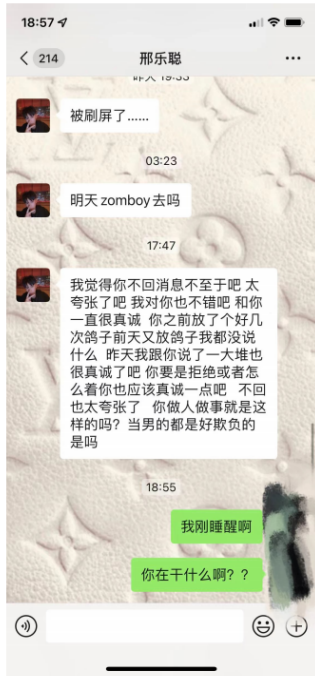 18:57
214
邢乐聪
被刷屏了……
03:23
明天zomboy去吗
17:47
我觉得你不回消息不至于吧 太
夸张了吧 我对你也不错吧 和你
一直很真诚 你之前放了个好几
次鸽子前天又放鸽子我都没说
什么 昨天我跟你说了一大堆也
很真诚了吧 你要是拒绝或者怎
么着你也应该真诚一点吧 不回
也太夸张了 你做人做事就是这
样的吗？当男的都是好欺负的
是吗
18:55
我刚睡醒啊
你在干什么啊？？